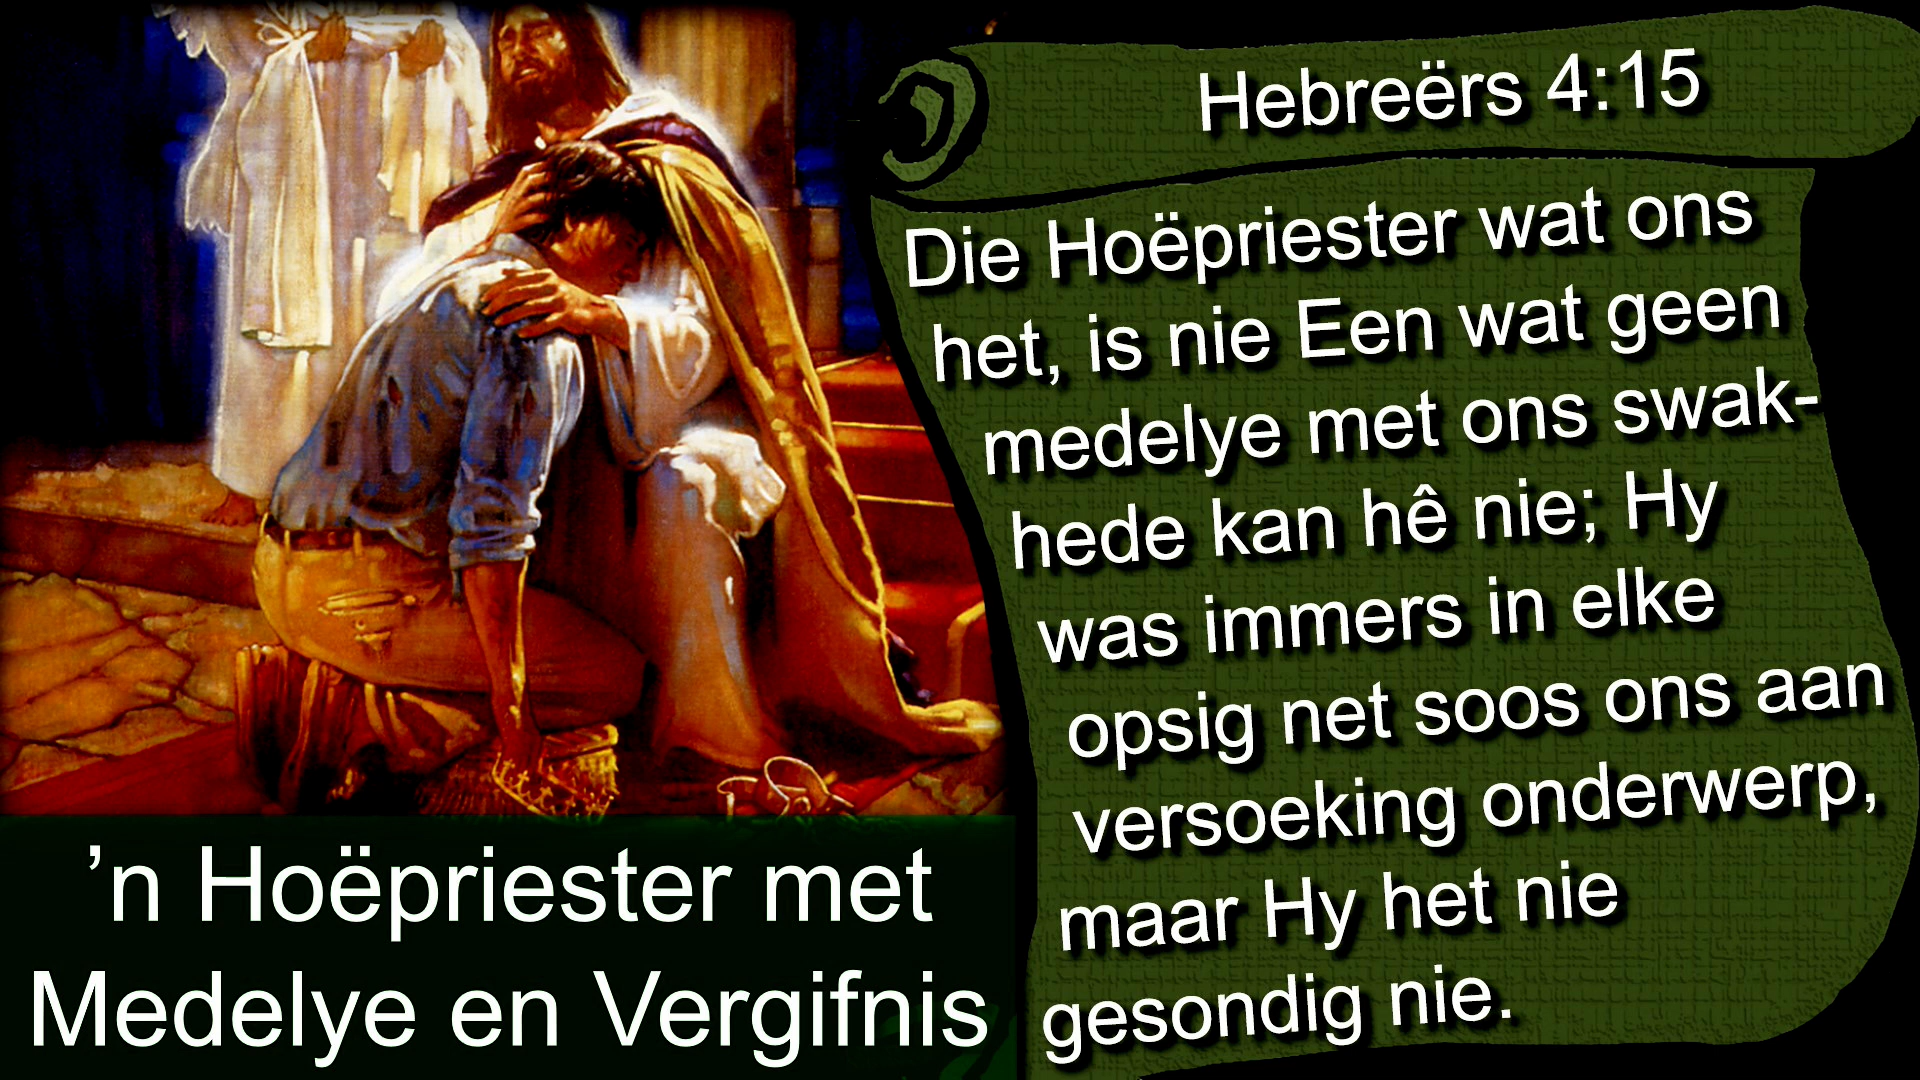 Hebreërs 4:15
Die Hoëpriester wat ons
het, is nie Een wat geen
medelye met ons swak-
hede kan hê nie; Hy
was immers in elke
opsig net soos ons aan
versoeking onderwerp,
maar Hy het nie
gesondig nie.
’n Hoëpriester met
Medelye en Vergifnis